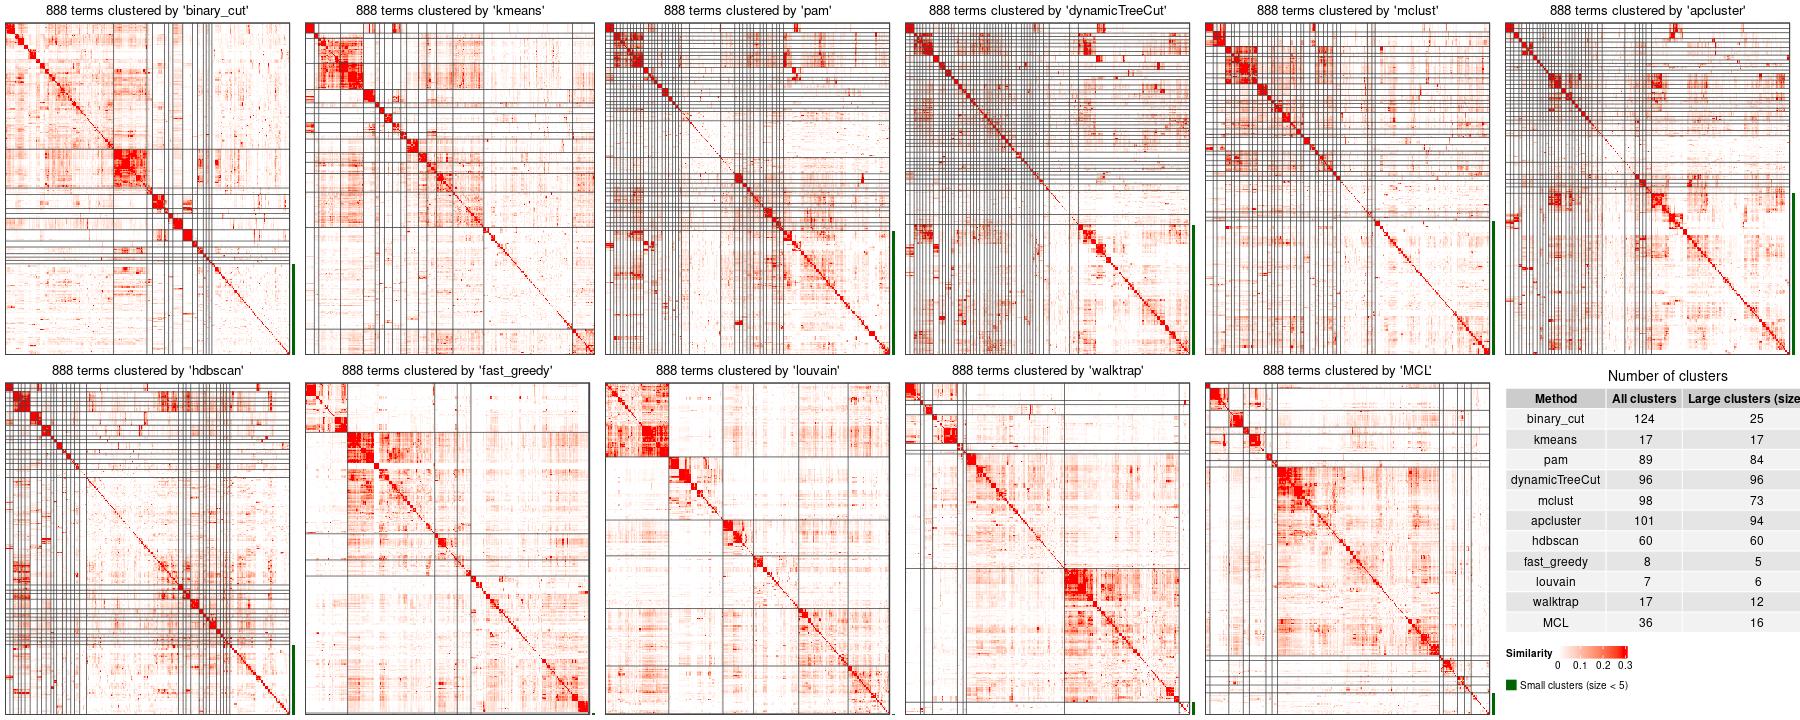 888 terms clustered by 'binary_cut'
888 terms clustered by 'kmeans'
888 terms clustered by 'pam'
888 terms clustered by 'dynamicTreeCut'
888 terms clustered by 'mclust'
888 terms clustered by 'apcluster'
888 terms clustered by 'hdbscan'
888 terms clustered by 'fast_greedy'
888 terms clustered by 'louvain'
888 terms clustered by 'walktrap'
888 terms clustered by 'MCL'
Number of clusters
Method All clusters Large clusters (size
binary_cut 124 25
kmeans 17 17
pam 89 84
dynamicTreeCut 96 96
mclust 98 73
apcluster 101 94
hdbscan 60 60
fast_greedy 8 5
louvain 7 6
walktrap 17 12
MCL 36 16
Similarity
0 0.1 0.2 0.3
Small clusters (size < 5)